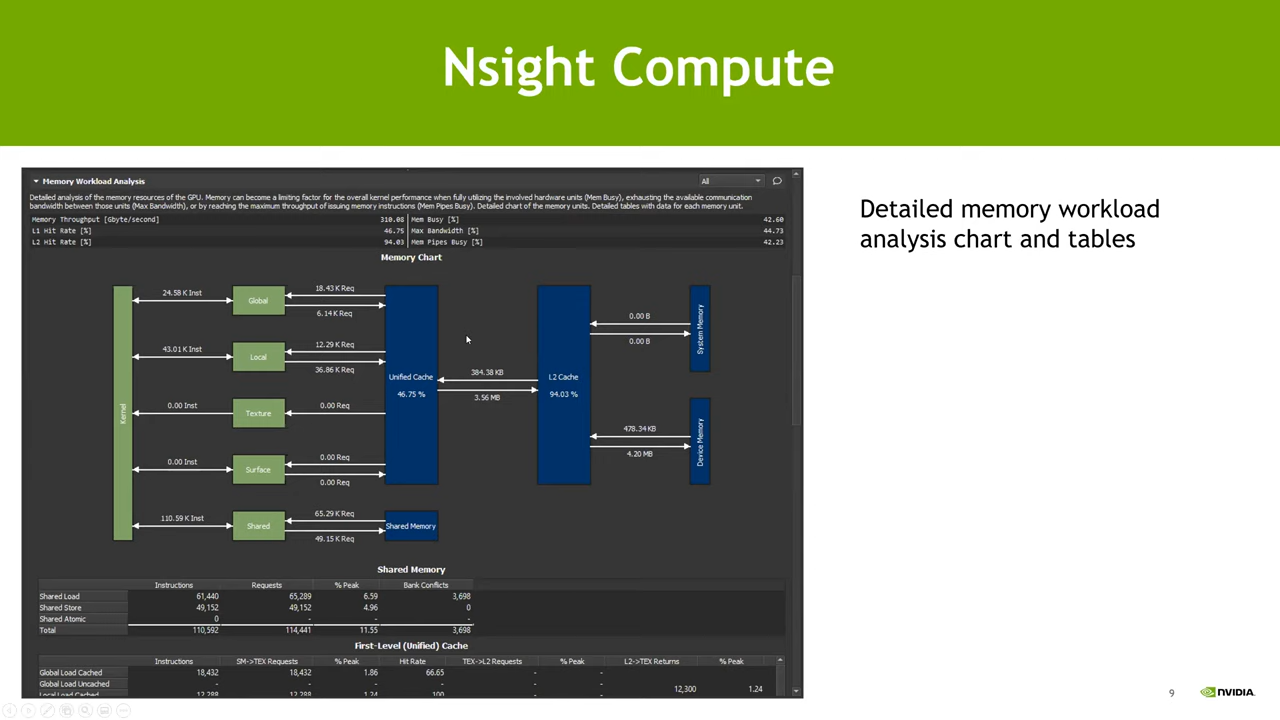 Nsight Compute
Memory Workload Analysis
All
Detailed analysis of the memory resources of the GPU. Memory can become a limiting factor for the overall kernel performance when fully utilizing the involved hardware units (Mem Busy), exhausting the available communication
bandwidth between those units (Max Bandwidth), or by reaching the maximum throughput of issuing memory instructions (Mem Pipes Busy). Detailed chart of the memory units. Detailed tables with data for each memory unit.
Memory Throughput [Gbyte/second] 310.08 Mem Busy [%] 42.60
L1 Hit Rate [%] 46.75 Max Bandwidth [%] 44.73
L2 Hit Rate [%] 94.03 Mem Pipes Busy [%] 42.23
Memory Chart
Kernel
24.58 K Inst
Global
18.43 K Req
6.14 K Req
43.01 K Inst
Local
12.29 K Req
36.86 K Req
0.00 Inst
Texture
0.00 Req
0.00 Inst
Surface
0.00 Req
0.00 Req
110.59 K Inst
Shared
65.29 K Req
49.15 K Req
Unified Cache
46.75 %
Shared Memory
384.38 KB
3.56 MB
L2 Cache
94.03 %
0.00 B
0.00 B
System Memory
478.34 KB
4.20 MB
Device Memory
Shared Memory
Instructions Requests % Peak Bank Conflicts
Shared Load 61,440 65,289 6.59 3,698
Shared Store 49,152 49,152 4.96 0
Shared Atomic 0 - - -
Total 110,592 114,441 11.55 3,698
First-Level (Unified) Cache
Instructions SM->TEX Requests % Peak Hit Rate TEX->L2 Requests % Peak L2->TEX Returns % Peak
Global Load Cached 18,432 18,432 1.86 66.65 - -
Global Load Uncached - - - - - - 12,300 1.24
Local Load Cached 12,288 12,288 1.24 100 - -
Detailed memory workload
analysis chart and tables
9
NVIDIA.